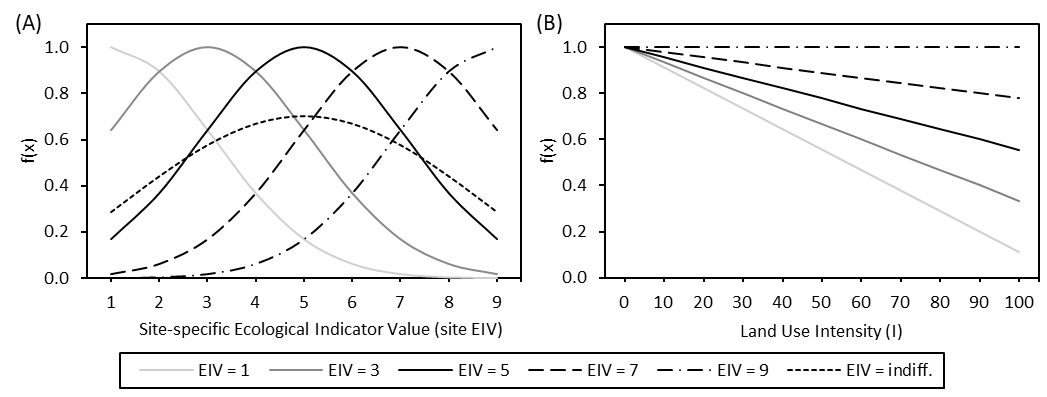 (A)
f(x)
1.0
0.8
0.6
0.4
0.2
0.0
1 2 3 4 5 6 7 8 9
Site-specific Ecological Indicator Value (site EIV)
(B)
f(x)
1.0
0.8
0.6
0.4
0.2
0.0
0 10 20 30 40 50 60 70 80 90 100
Land Use Intensity (I)
EIV = 1 EIV = 3 EIV = 5 EIV = 7 EIV = 9 EIV = indiff.